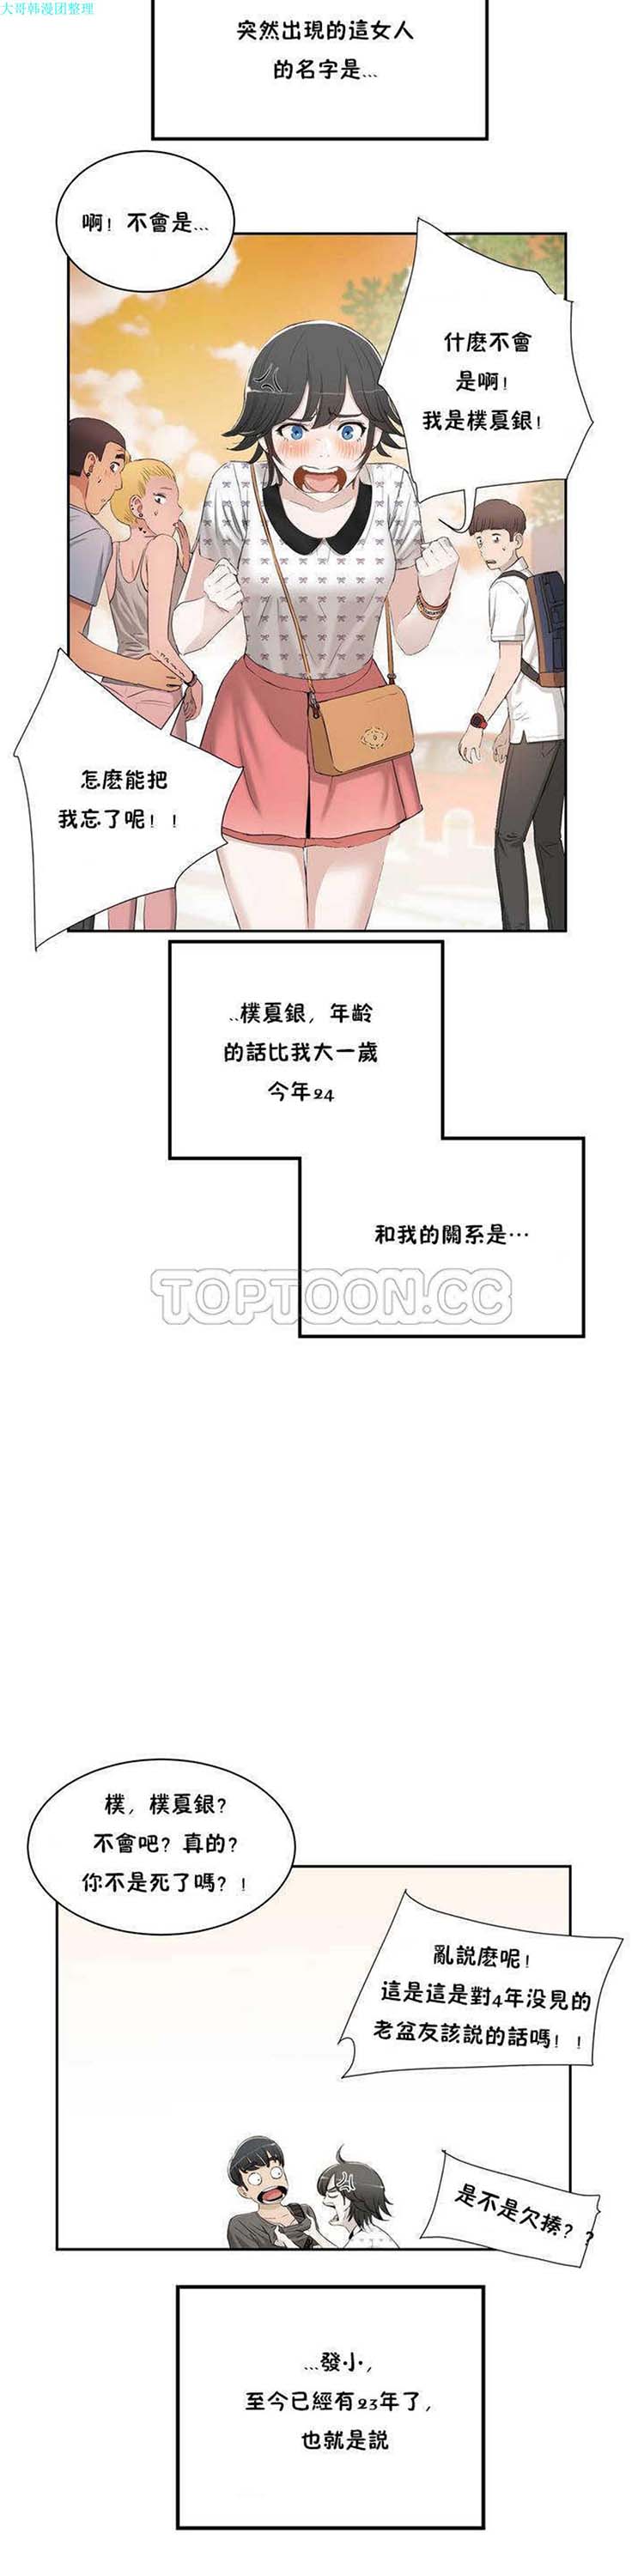 大哥韩漫团整理
突然出現的這女人
的名字是...
啊！不會是...
什麽不會
是啊！
我是樸夏銀！
怎麽能把
我忘了呢！！
..樸夏銀，年齡
的話比我大一歲
今年24
和我的關系是…
TOPTOON.CC
樸，樸夏銀？
不會吧？真的？
你不是死了嗎？！
亂説麽呢！
這是這是對4年没見的
老盆友該説的話嗎！！
是不是欠揍？？
...發小，
至今已經有23年了，
也就是説